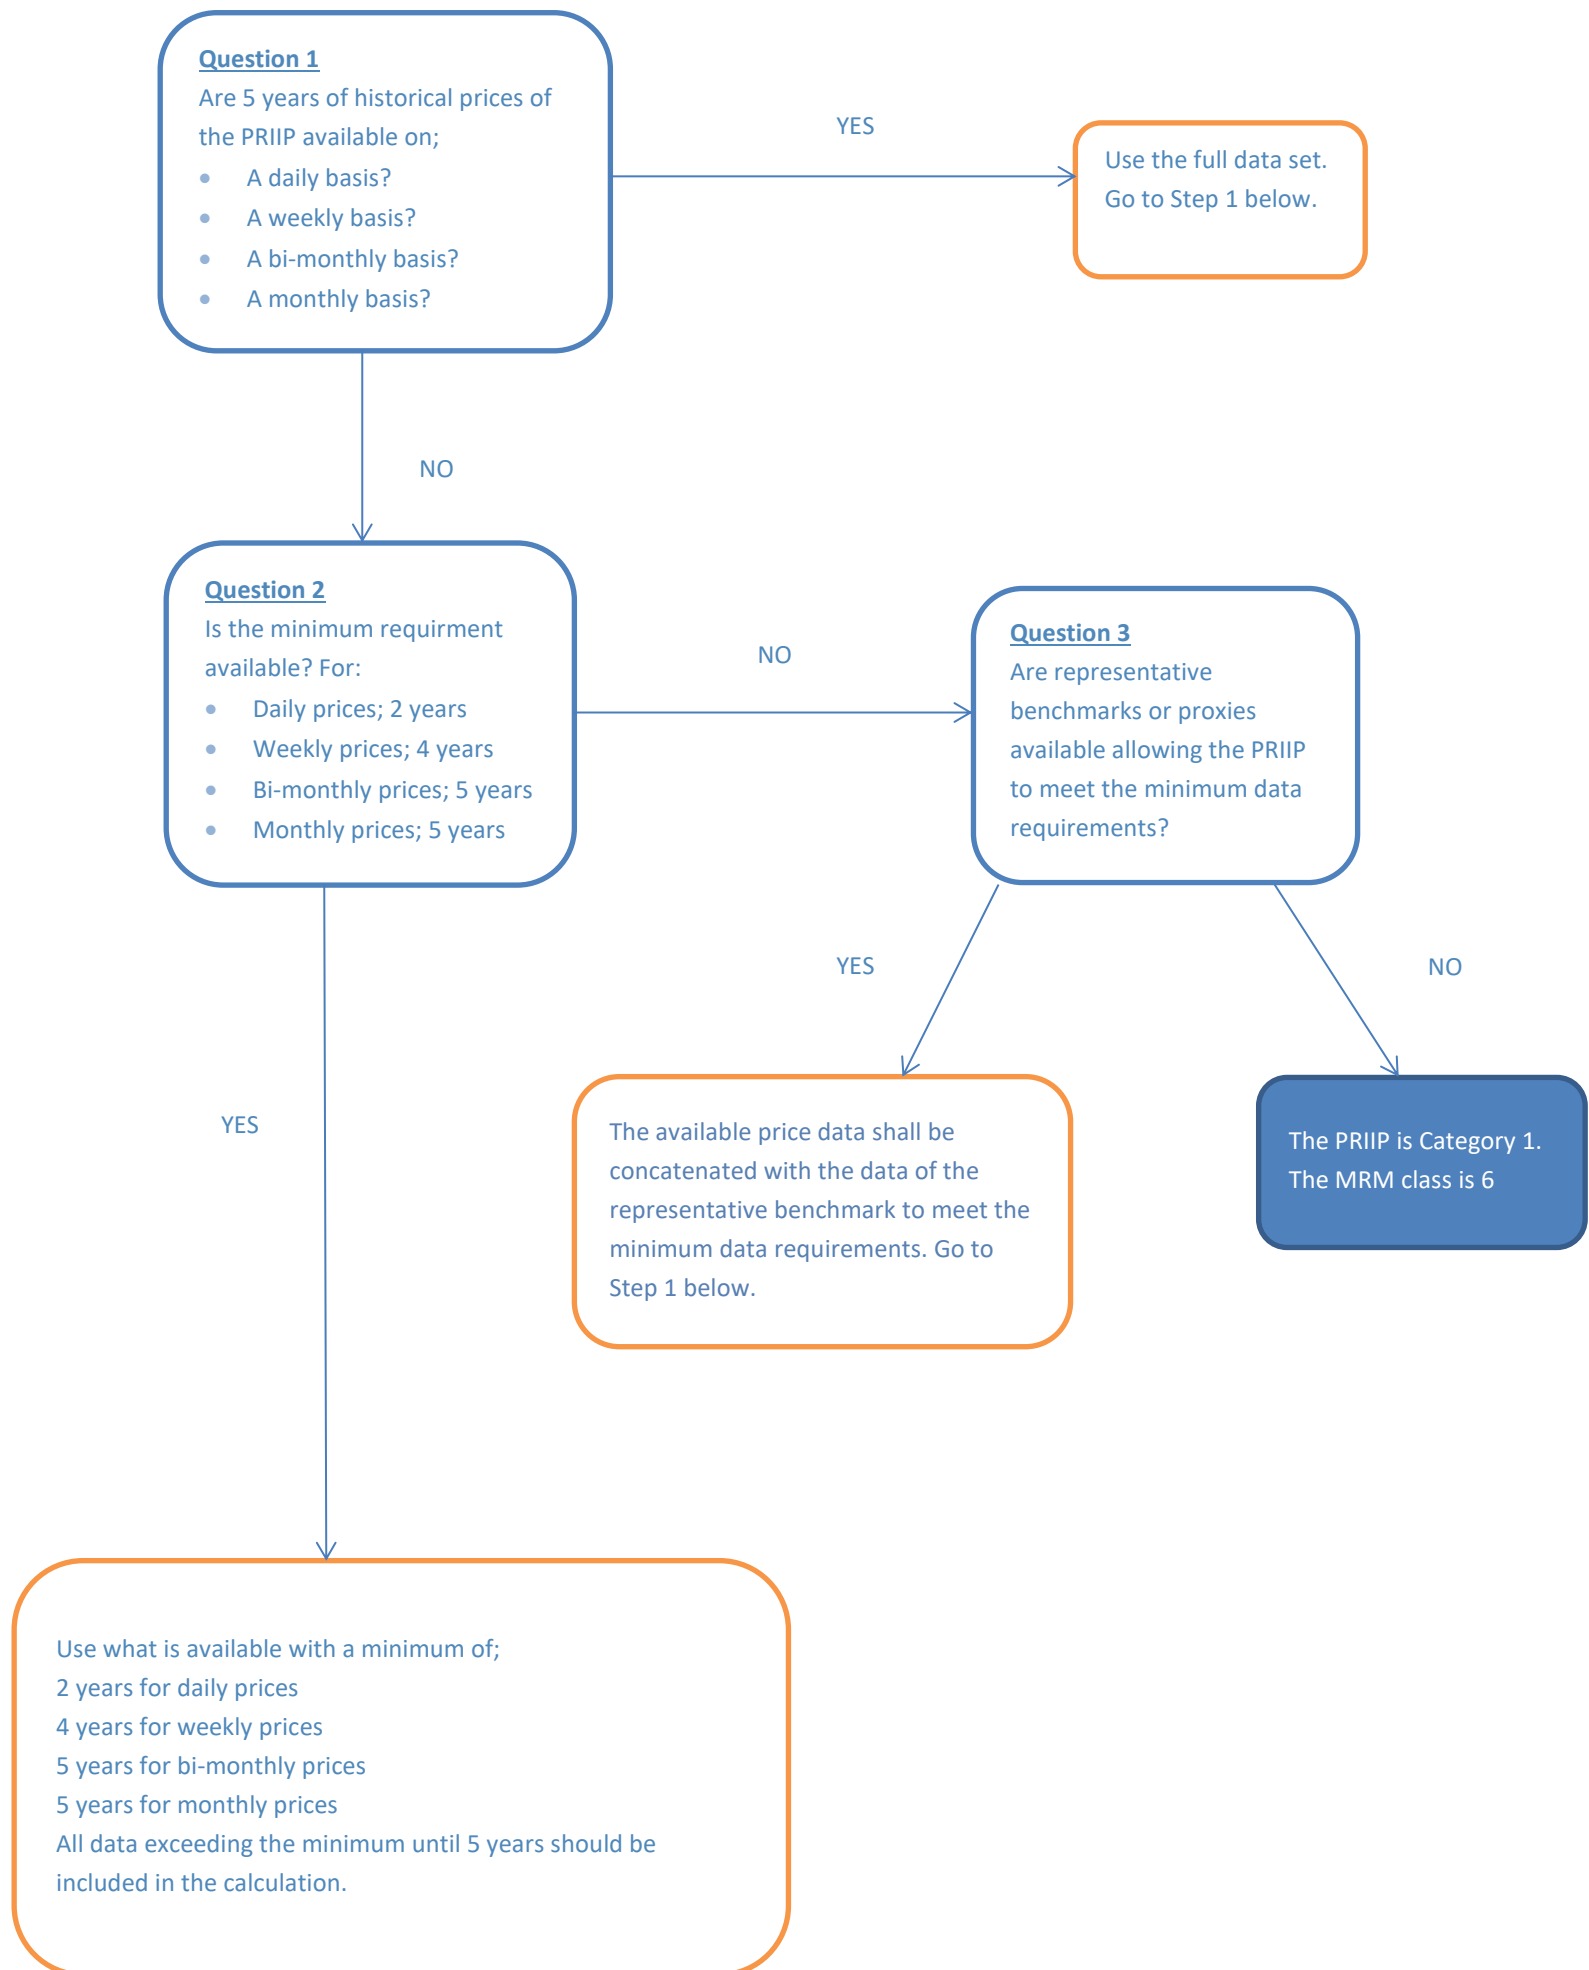 Question 1
Are 5 years of historical prices of
the PRIIP available on;
• A daily basis?
• A weekly basis?
• A bi-monthly basis?
• A monthly basis?
YES
Use the full data set.
Go to Step 1 below.
NO
Question 2
Is the minimum requirment
available? For:
• Daily prices; 2 years
• Weekly prices; 4 years
• Bi-monthly prices; 5 years
• Monthly prices; 5 years
NO
Question 3
Are representative
benchmarks or proxies
available allowing the PRIIP
to meet the minimum data
requirements?
YES
NO
YES
The available price data shall be
concatenated with the data of the
representative benchmark to meet the
minimum data requirements. Go to
Step 1 below.
The PRIIP is Category 1.
The MRM class is 6
Use what is available with a minimum of;
2 years for daily prices
4 years for weekly prices
5 years for bi-monthly prices
5 years for monthly prices
All data exceeding the minimum until 5 years should be
included in the calculation.